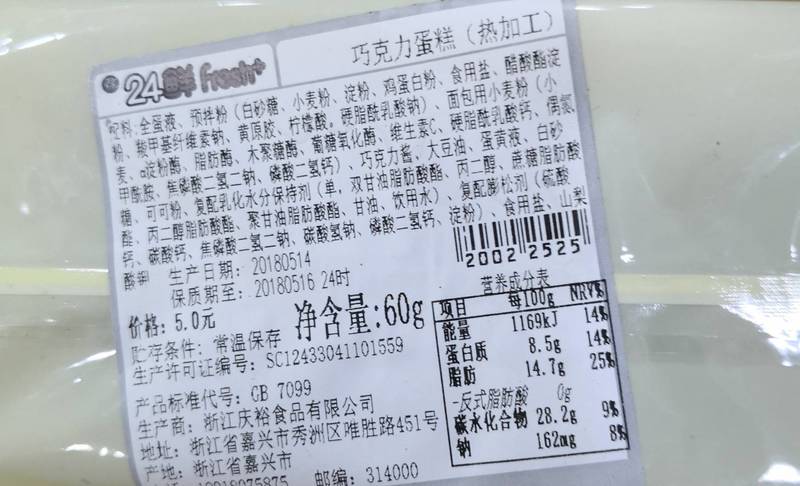 24鲜 fresh+
巧克力蛋糕（热加工）
配料:全蛋液、预拌粉（白砂糖、小麦粉、淀粉、鸡蛋白粉、食用盐、醋酸酯淀
粉、羧甲基纤维素钠、黄原胶、柠檬酸。硬脂酰乳酸钠）、面包用小麦粉（小
麦、α淀粉酶、脂肪酶、木聚糖酶、葡糖氧化酶、维生素C、硬脂酰乳酸钙、偶氮
甲酰胺、焦磷酸二氢二钠、磷酸二氢钙）、巧克力酱、大豆油、蛋黄液、白砂
糖、可可粉、复配乳化水分保持剂（单，双甘油脂肪酸酯、丙二醇、蔗糖脂肪酸
酯、丙二醇脂肪酸酯、聚甘油脂肪酸酯、甘油、饮用水）、复配膨松剂（硫酸
钙、碳酸钙、焦磷酸二氢二钠、碳酸氢钠、磷酸二氢钙、淀粉）、食用盐、山梨
酸钾
生产日期: 20180514
保质期至: 20180516 24时
2002 2525
价格: 5.0元
净含量:60g
贮存条件: 常温保存
生产许可证编号: SC12433041101559
产品标准代号: GB 7099
生产商: 浙江庆裕食品有限公司
地址: 浙江省嘉兴市秀洲区唯胜路451号
产地: 浙江省嘉兴市
邮编: 314000
营养成分表
项目 每100g NRV%
能量 1169kJ 14%
蛋白质 8.5g 14%
脂肪 14.7g 25%
-反式脂肪酸 0g
碳水化合物 28.2g 9%
钠 162mg 8%